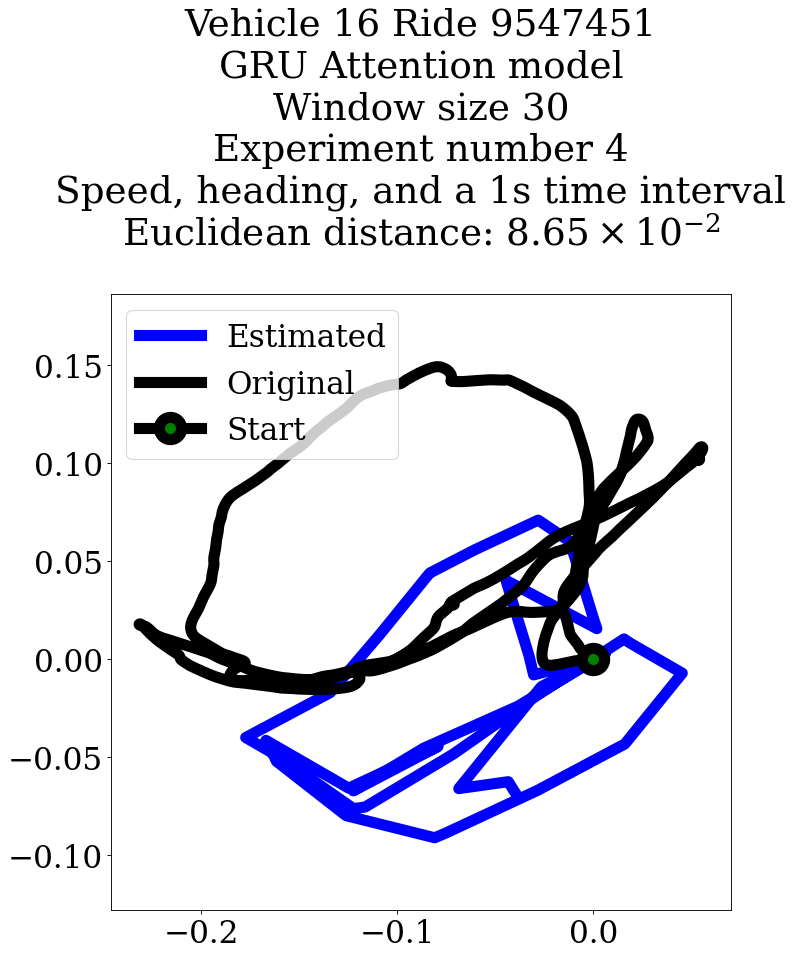 Vehicle 16 Ride 9547451
GRU Attention model
Window size 30
Experiment number 4
Speed, heading, and a 1s time interval
Euclidean distance: 8.65 × 10⁻²
Estimated
Original
Start
0.15
0.10
0.05
0.00
−0.05
−0.10
−0.2
−0.1
0.0